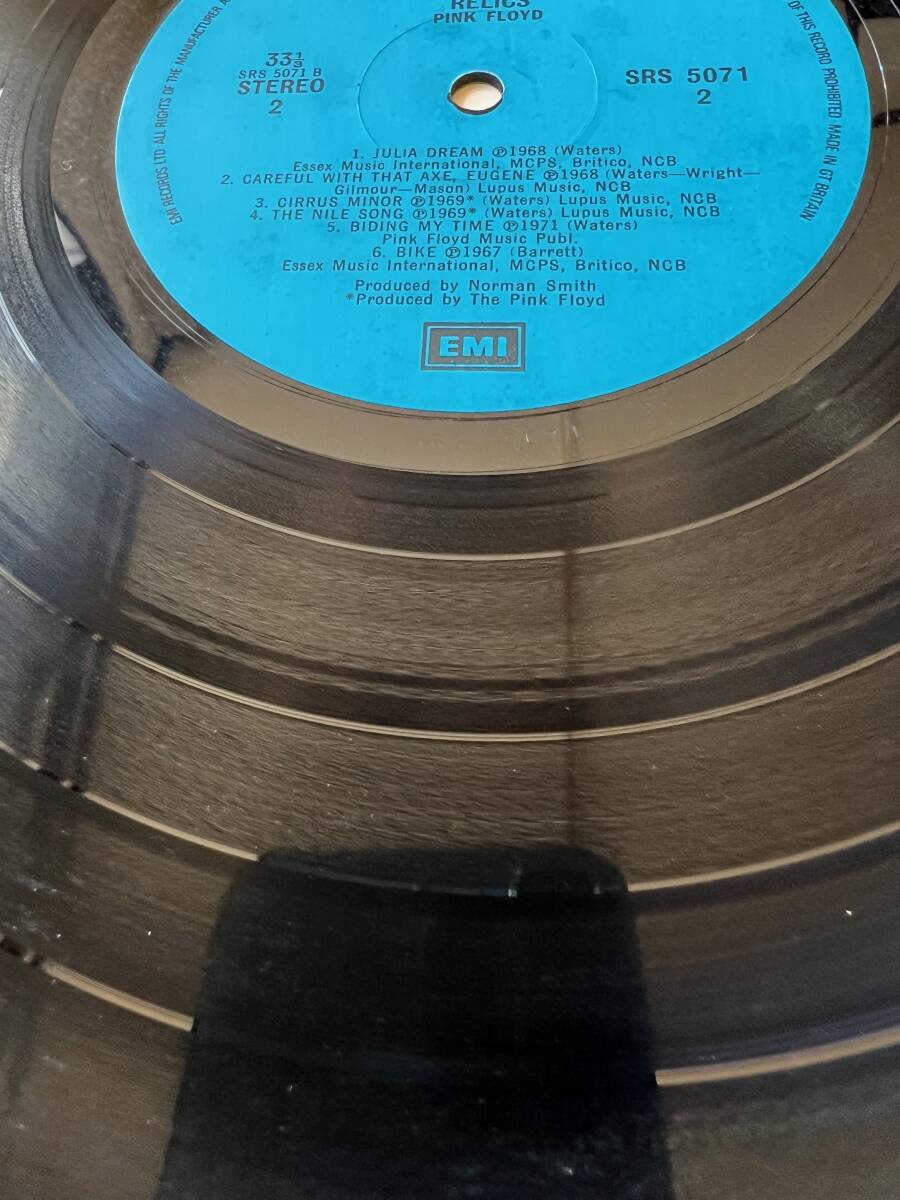 RELICS
PINK FLOYD
33⅓
SRS 5071 B
STEREO
2
SRS 5071
2
1. JULIA DREAM ℗1968 (Waters)
Essex Music International, MCPS, Britico, NCB
2. CAREFUL WITH THAT AXE, EUGENE ℗1968 (Waters—Wright—
Gilmour—Mason) Lupus Music, NCB
3. CIRRUS MINOR ℗1969* (Waters) Lupus Music, NCB
4. THE NILE SONG ℗1969* (Waters) Lupus Music, NCB
5. BIDING MY TIME ℗1971 (Waters)
Pink Floyd Music Publ.
6. BIKE ℗1967 (Barrett)
Essex Music International, MCPS, Britico, NCB
Produced by Norman Smith
*Produced by The Pink Floyd
EMI
EMI RECORDS LTD ALL RIGHTS OF THE MANUFACTURER
OF THIS RECORD PROHIBITED MADE IN GT BRITAIN